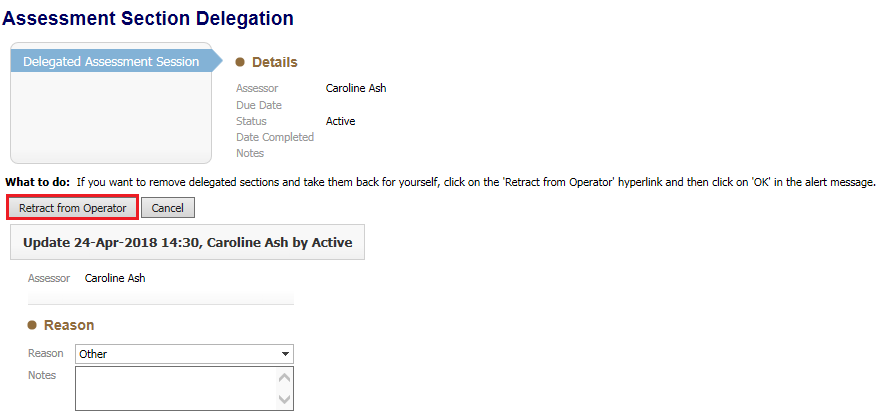 Assessment Section Delegation
Delegated Assessment Session
Details
Assessor Caroline Ash
Due Date
Status Active
Date Completed
Notes
What to do: If you want to remove delegated sections and take them back for yourself, click on the 'Retract from Operator' hyperlink and then click on 'OK' in the alert message.
Retract from Operator Cancel
Update 24-Apr-2018 14:30, Caroline Ash by Active
Assessor Caroline Ash
Reason
Reason Other
Notes